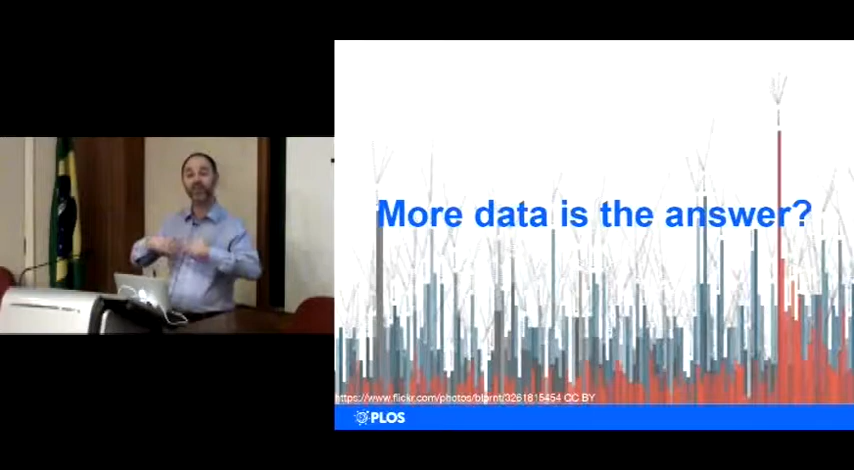 More data is the answer?
https://www.flickr.com/photos/blprnt/3261815454 CC BY
PLOS